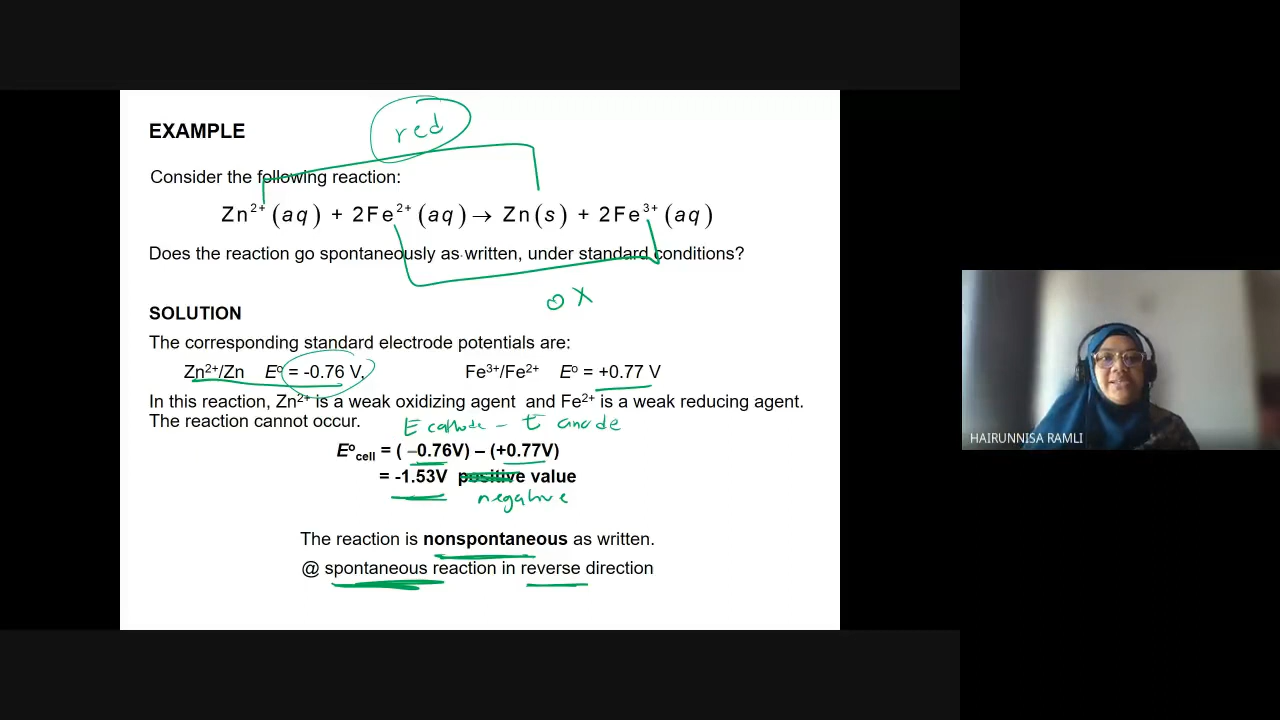 red
EXAMPLE
Consider the following reaction:
Zn²⁺(aq) + 2Fe²⁺(aq) → Zn(s) + 2Fe³⁺(aq)
Does the reaction go spontaneously as written, under standard conditions?
ox
SOLUTION
The corresponding standard electrode potentials are:
Zn²⁺/Zn E° = -0.76 V, Fe³⁺/Fe²⁺ E° = +0.77 V
In this reaction, Zn²⁺ is a weak oxidizing agent and Fe²⁺ is a weak reducing agent.
The reaction cannot occur.
E cathode - E anode
E°cell = ( –0.76V) – (+0.77V)
= -1.53V positive value
negative
The reaction is nonspontaneous as written.
@ spontaneous reaction in reverse direction
HAIRUNNISA RAMLI